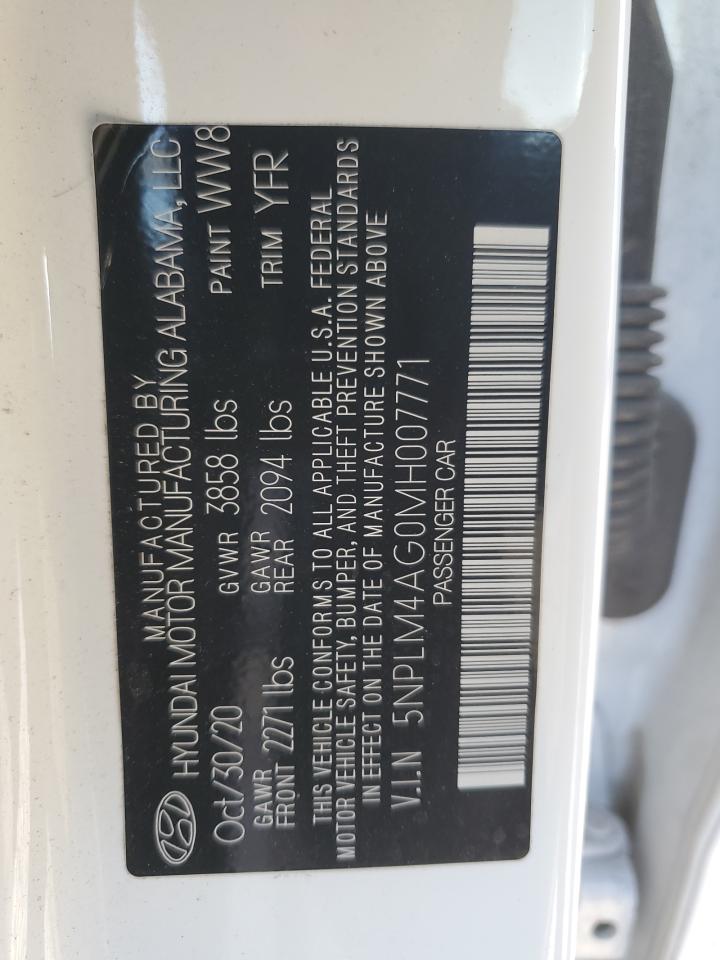 MANUFACTURED BY
HYUNDAI MOTOR MANUFACTURING ALABAMA, LLC
Oct/30/20 GVWR 3858 lbs PAINT WW8
GAWR FRONT 2271 lbs GAWR REAR 2094 lbs TRIM YFR
THIS VEHICLE CONFORMS TO ALL APPLICABLE U.S.A. FEDERAL
MOTOR VEHICLE SAFETY, BUMPER, AND THEFT PREVENTION STANDARDS
IN EFFECT ON THE DATE OF MANUFACTURE SHOWN ABOVE
V.I.N 5NPLM4AG0MH007771
PASSENGER CAR